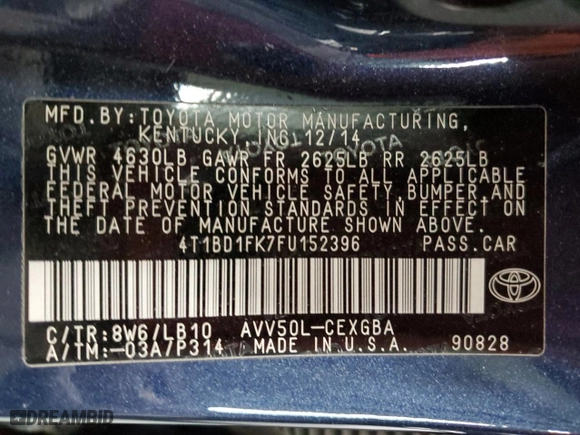 MFD.BY:TOYOTA MOTOR MANUFACTURING,
KENTUCKY,INC. 12/14
GVWR 4630LB GAWR FR 2625LB RR 2625LB
THIS VEHICLE CONFORMS TO ALL APPLICABLE
FEDERAL MOTOR VEHICLE SAFETY,BUMPER AND
THEFT PREVENTION STANDARDS IN EFFECT ON
THE DATE OF MANUFACTURE SHOWN ABOVE.
4T1BD1FK7FU152396 PASS.CAR
C/TR:8W6/LB10 AVV50L-CEXGBA
A/TM:-03A7P314 MADE IN U.S.A. 90828
TOYOTA
DREAMBID